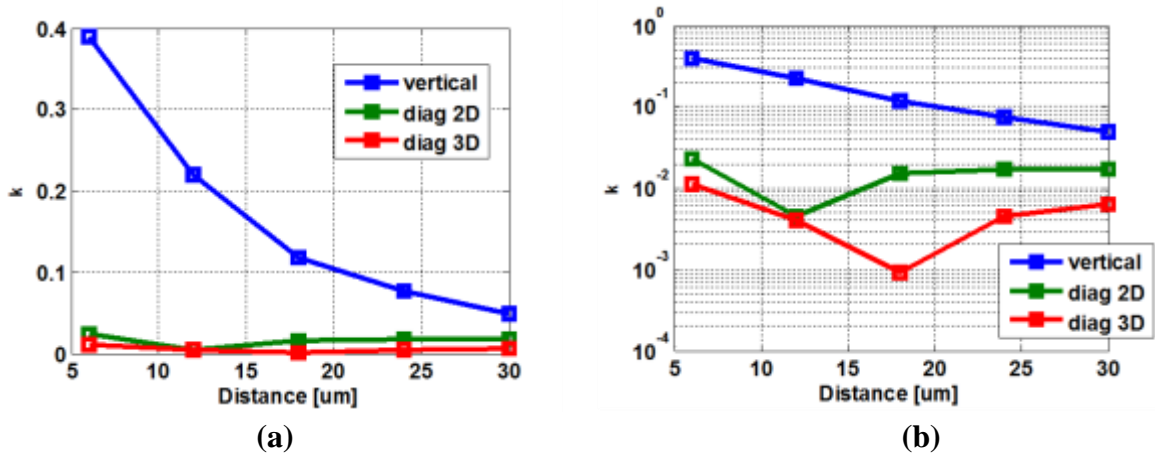 0.4
0.3
0.2
0.1
0
k
5 10 15 20 25 30
Distance [um]
vertical
diag 2D
diag 3D
(a)
10^0
10^-1
10^-2
10^-3
10^-4
k
5 10 15 20 25 30
Distance [um]
vertical
diag 2D
diag 3D
(b)